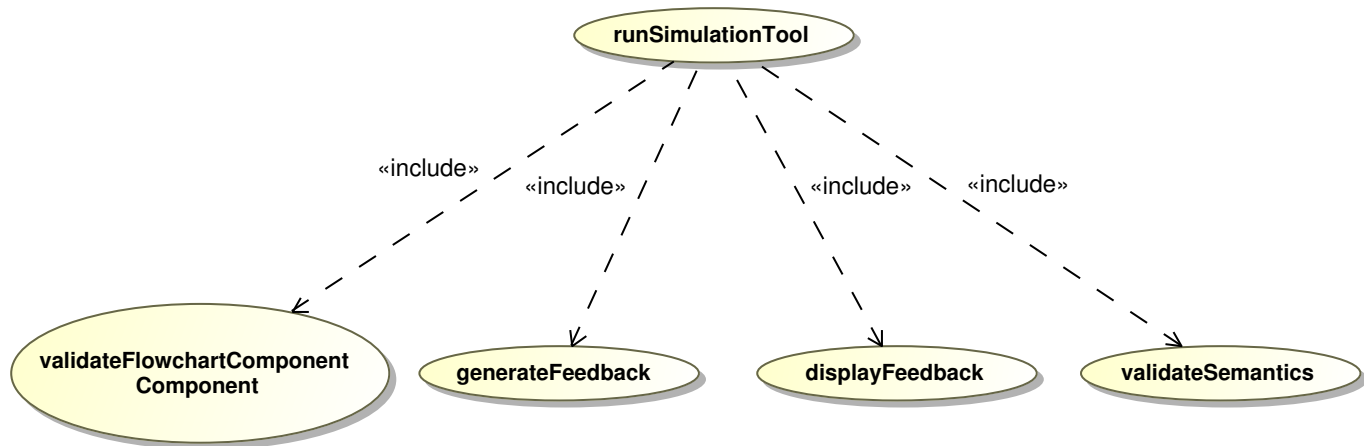 runSimulationTool
«include»
«include»
«include»
«include»
validateFlowchartComponent
Component
generateFeedback
displayFeedback
validateSemantics